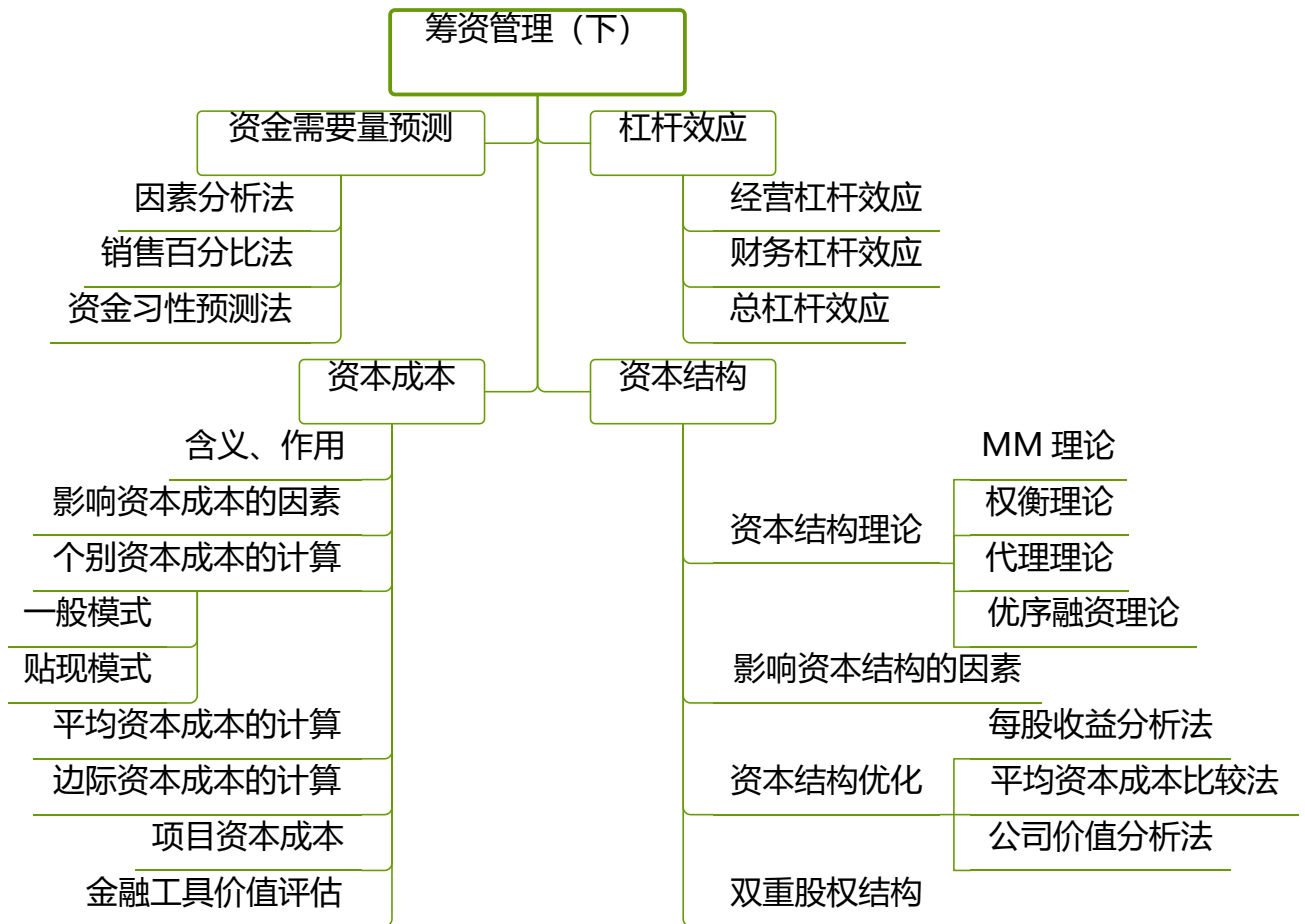 筹资管理（下）
资金需要量预测
因素分析法
销售百分比法
资金习性预测法
杠杆效应
经营杠杆效应
财务杠杆效应
总杠杆效应
资本成本
含义、作用
影响资本成本的因素
个别资本成本的计算
一般模式
贴现模式
平均资本成本的计算
边际资本成本的计算
项目资本成本
金融工具价值评估
资本结构
资本结构理论
MM 理论
权衡理论
代理理论
优序融资理论
影响资本结构的因素
资本结构优化
每股收益分析法
平均资本成本比较法
公司价值分析法
双重股权结构